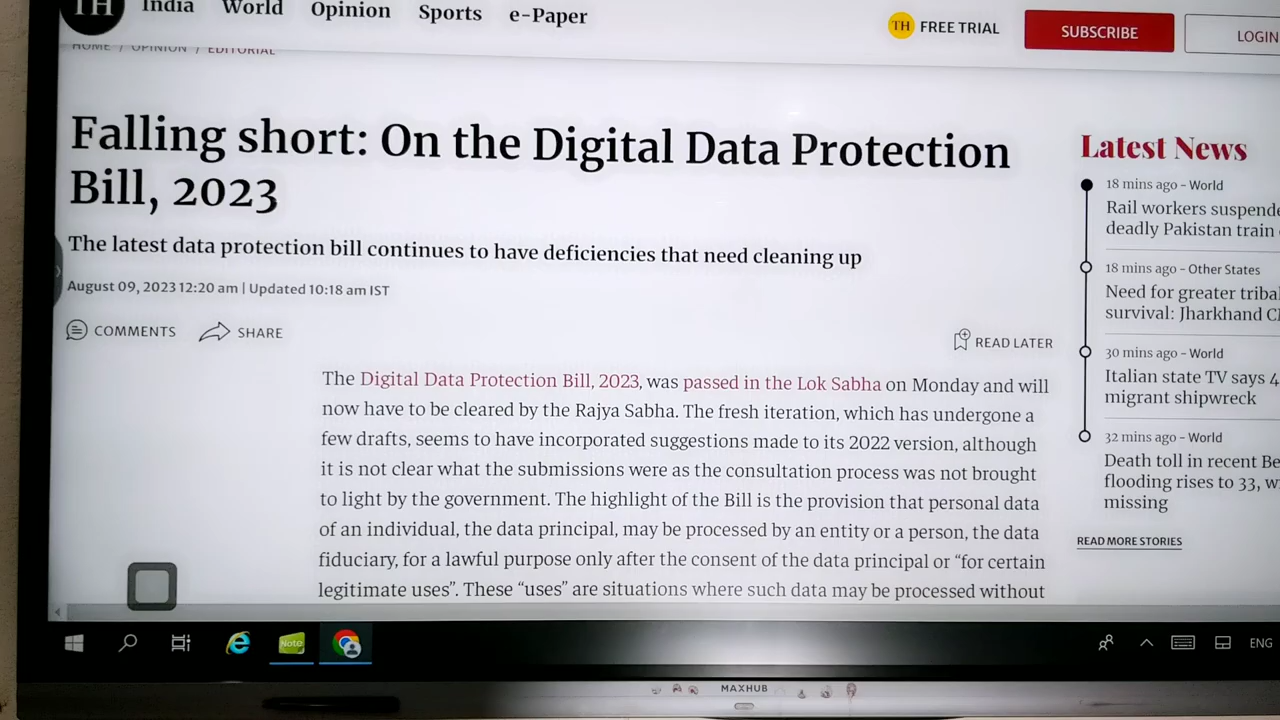 TH
India World Opinion Sports e-Paper
TH FREE TRIAL
SUBSCRIBE
LOGIN
HOME / OPINION / EDITORIAL
Falling short: On the Digital Data Protection
Bill, 2023
The latest data protection bill continues to have deficiencies that need cleaning up
August 09, 2023 12:20 am | Updated 10:18 am IST
COMMENTS SHARE
READ LATER
The Digital Data Protection Bill, 2023, was passed in the Lok Sabha on Monday and will
now have to be cleared by the Rajya Sabha. The fresh iteration, which has undergone a
few drafts, seems to have incorporated suggestions made to its 2022 version, although
it is not clear what the submissions were as the consultation process was not brought
to light by the government. The highlight of the Bill is the provision that personal data
of an individual, the data principal, may be processed by an entity or a person, the data
fiduciary, for a lawful purpose only after the consent of the data principal or “for certain
legitimate uses”. These “uses” are situations where such data may be processed without
Latest News
18 mins ago - World
Rail workers suspende
deadly Pakistan train
18 mins ago - Other States
Need for greater tribal
survival: Jharkhand C
30 mins ago - World
Italian state TV says 4
migrant shipwreck
32 mins ago - World
Death toll in recent Be
flooding rises to 33, w
missing
READ MORE STORIES
Note
ENG
MAXHUB